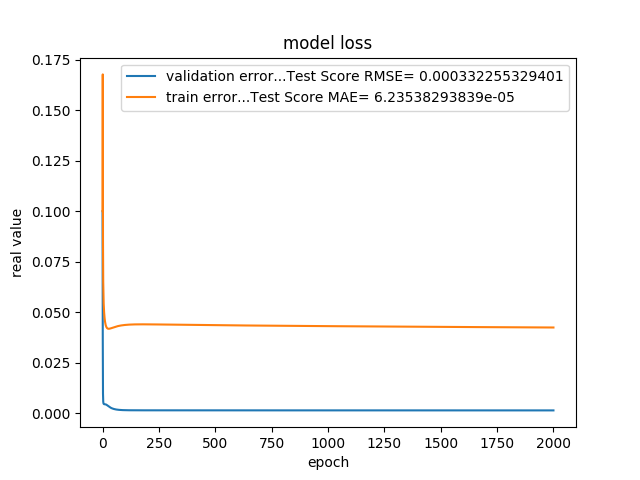 model loss
validation error...Test Score RMSE= 0.000332255329401
train error...Test Score MAE= 6.23538293839e-05
0.175
0.150
0.125
0.100
0.075
0.050
0.025
0.000
real value
0 250 500 750 1000 1250 1500 1750 2000
epoch